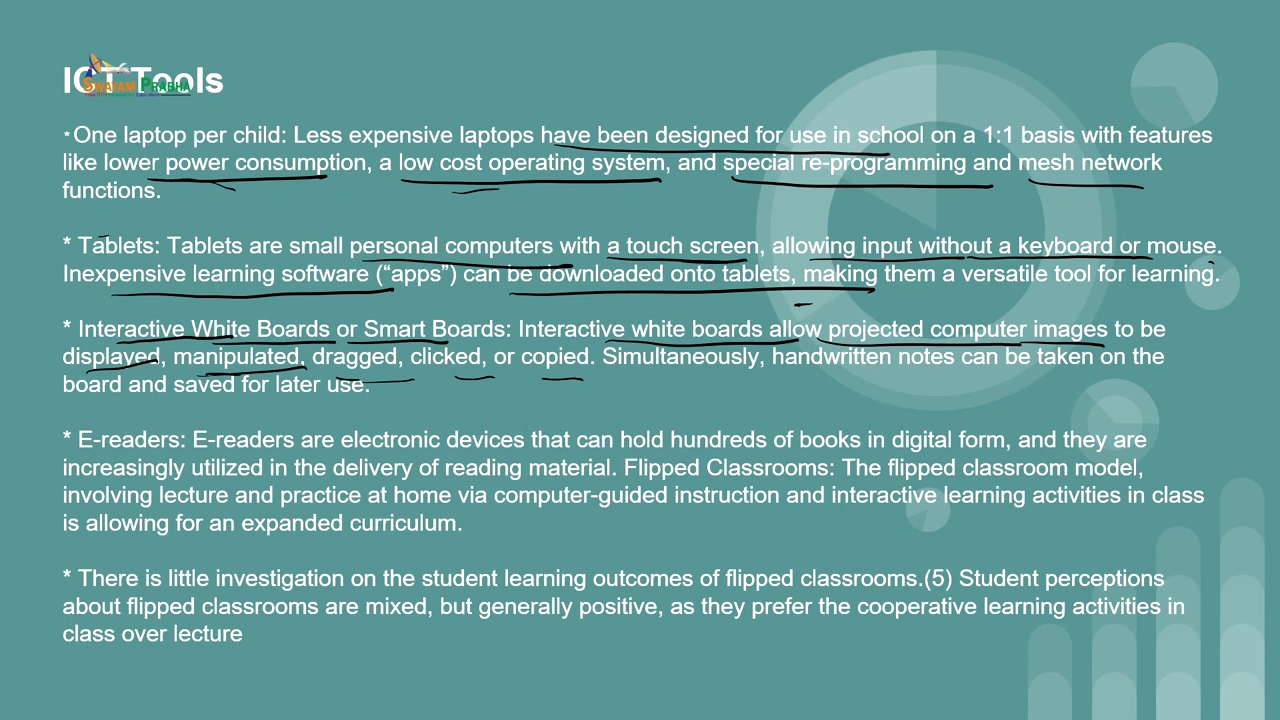 ICT Tools
SWAYAM PRABHA
*One laptop per child: Less expensive laptops have been designed for use in school on a 1:1 basis with features
like lower power consumption, a low cost operating system, and special re-programming and mesh network
functions.
* Tablets: Tablets are small personal computers with a touch screen, allowing input without a keyboard or mouse.
Inexpensive learning software (“apps”) can be downloaded onto tablets, making them a versatile tool for learning.
* Interactive White Boards or Smart Boards: Interactive white boards allow projected computer images to be
displayed, manipulated, dragged, clicked, or copied. Simultaneously, handwritten notes can be taken on the
board and saved for later use.
* E-readers: E-readers are electronic devices that can hold hundreds of books in digital form, and they are
increasingly utilized in the delivery of reading material. Flipped Classrooms: The flipped classroom model,
involving lecture and practice at home via computer-guided instruction and interactive learning activities in class
is allowing for an expanded curriculum.
* There is little investigation on the student learning outcomes of flipped classrooms.(5) Student perceptions
about flipped classrooms are mixed, but generally positive, as they prefer the cooperative learning activities in
class over lecture